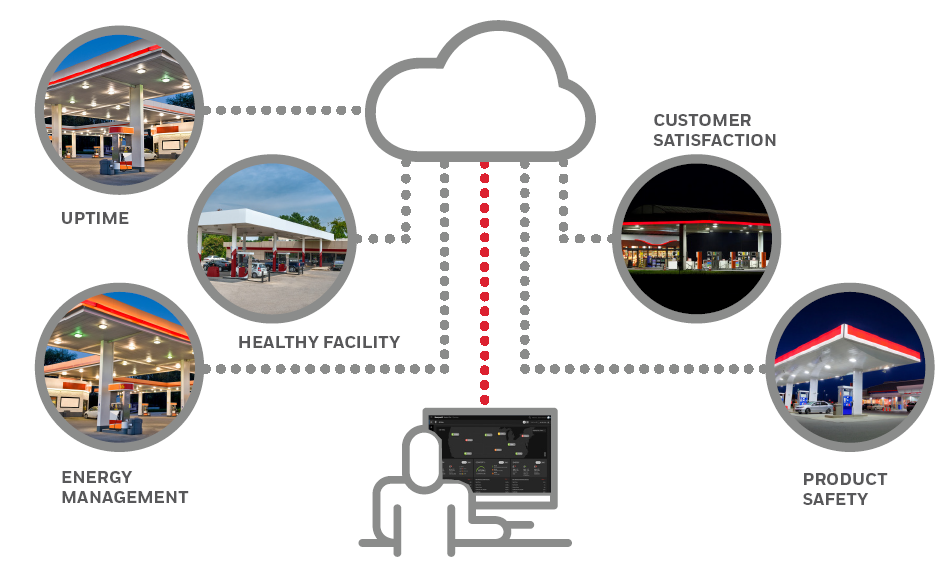 UPTIME
HEALTHY FACILITY
ENERGY
MANAGEMENT
CUSTOMER
SATISFACTION
PRODUCT
SAFETY